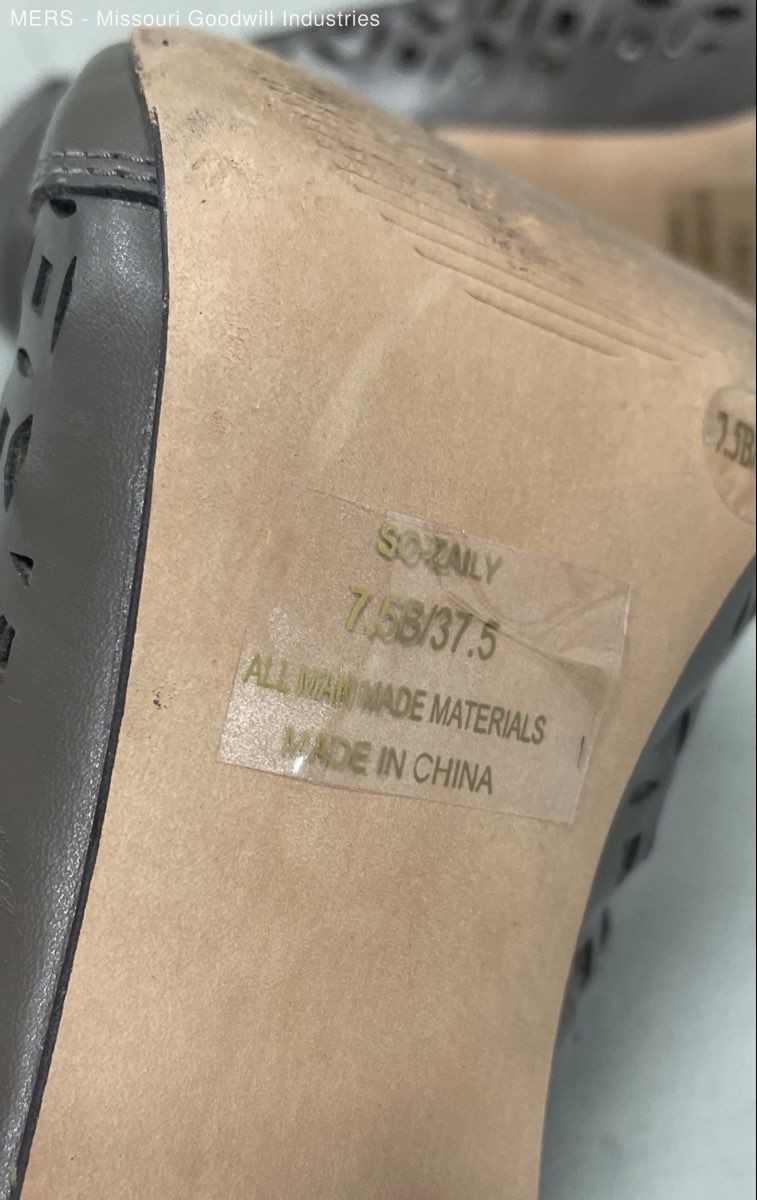 MERS - Missouri Goodwill Industries
7.5B/
SO-ZAILY
7.5B/37.5
ALL MAN MADE MATERIALS
MADE IN CHINA